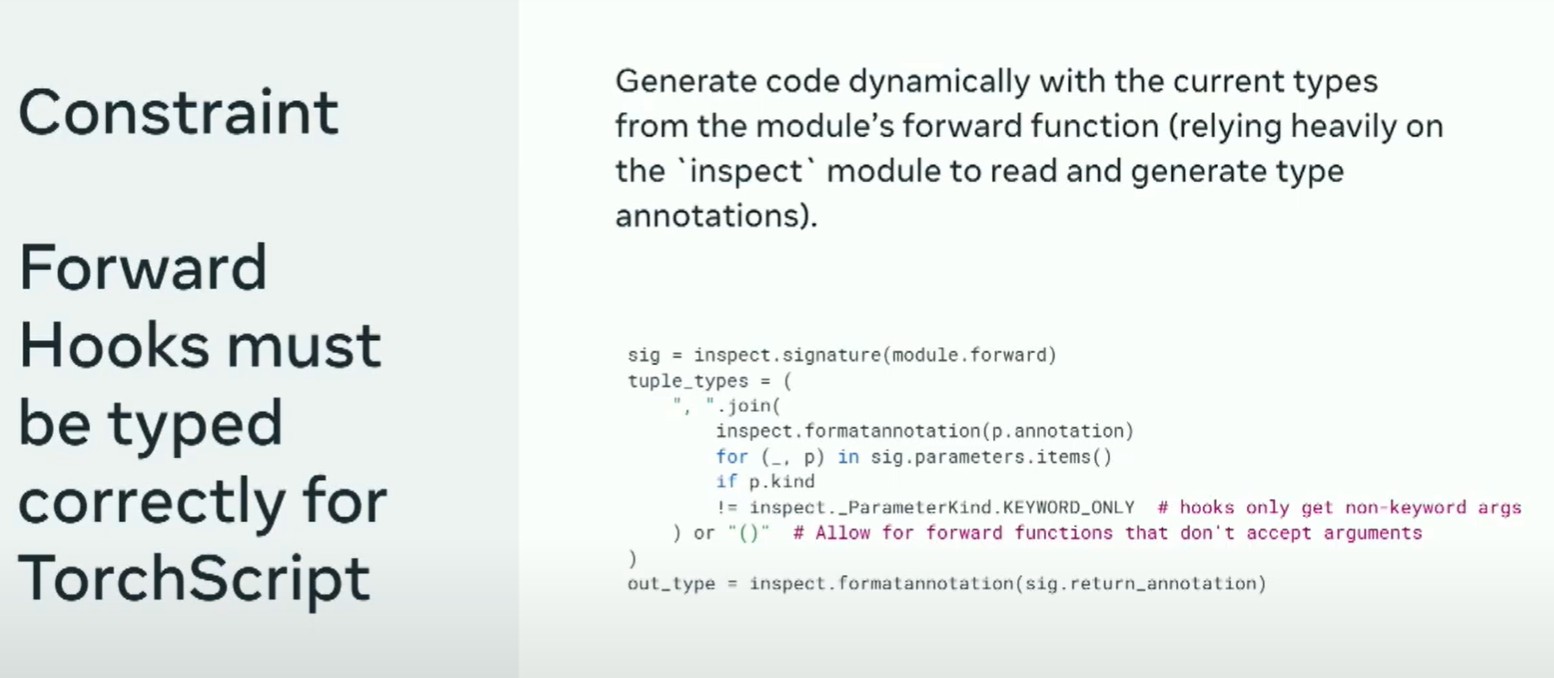 Constraint
Forward
Hooks must
be typed
correctly for
TorchScript
Generate code dynamically with the current types
from the module’s forward function (relying heavily on
the `inspect` module to read and generate type
annotations).
sig = inspect.signature(module.forward)
tuple_types = (
    ", ".join(
        inspect.formatannotation(p.annotation)
        for (_, p) in sig.parameters.items()
        if p.kind
        != inspect._ParameterKind.KEYWORD_ONLY  # hooks only get non-keyword args
    ) or "()"  # Allow for forward functions that don't accept arguments
)
out_type = inspect.formatannotation(sig.return_annotation)